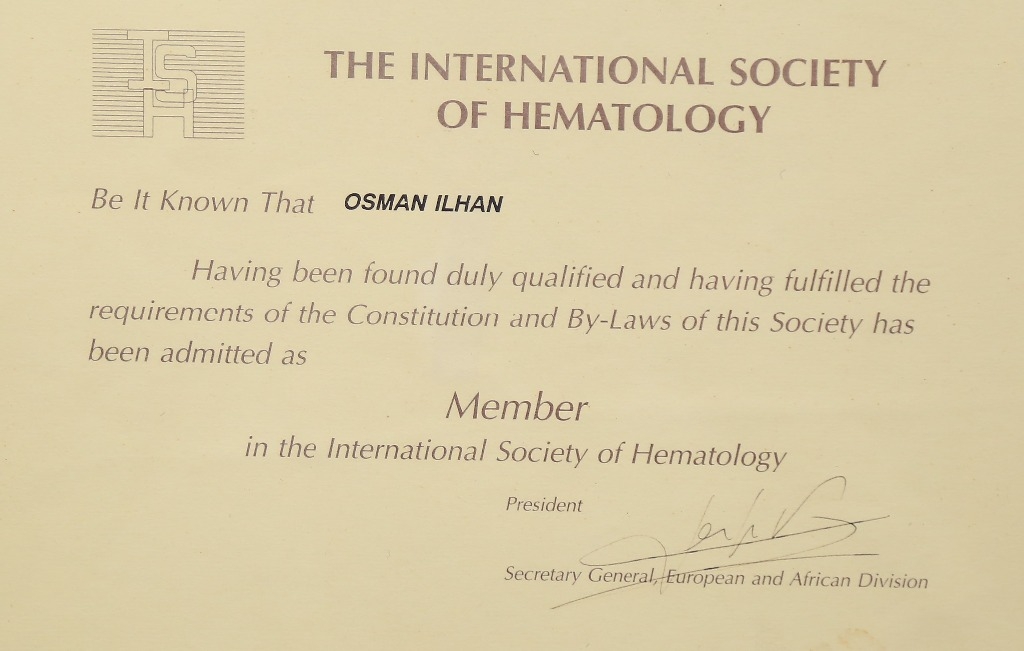 ISH
THE INTERNATIONAL SOCIETY
OF HEMATOLOGY
Be It Known That OSMAN ILHAN
Having been found duly qualified and having fulfilled the
requirements of the Constitution and By-Laws of this Society has
been admitted as
Member
in the International Society of Hematology
President
Secretary General, European and African Division